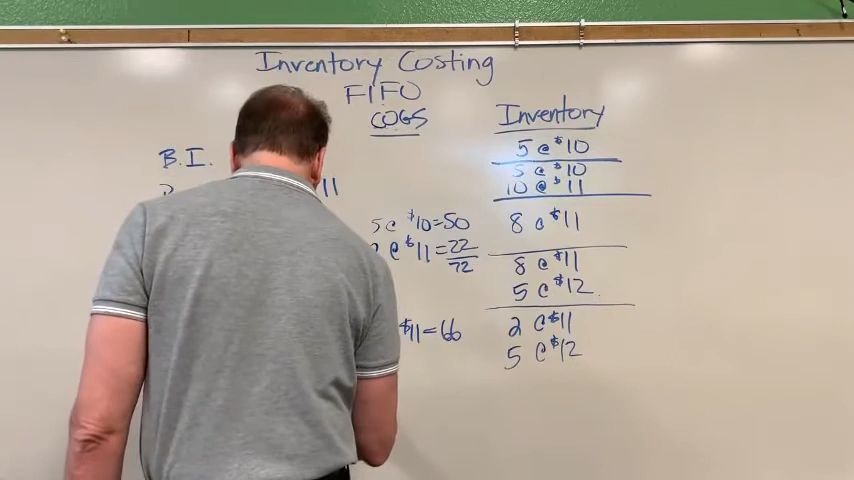 Inventory Costing
FIFO
COGS Inventory
B.I. 5 @ $10
5 @ $10
11 10 @ $11
5 @ $10=50 8 @ $11
@ $11=22
72
8 @ $11
5 @ $12
$11=66 2 @ $11
5 @ $12